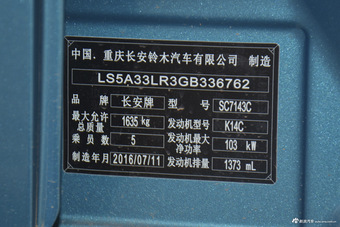 中国.重庆长安铃木汽车有限公司 制造
LS5A33LR3GB336762
品牌 长安牌 型号 SC7143C
最大允许总质量 1635 kg 发动机型号 K14C
乘员数 5 发动机最大净功率 103 kW
制造年月 2016/07/11 发动机排量 1373 mL